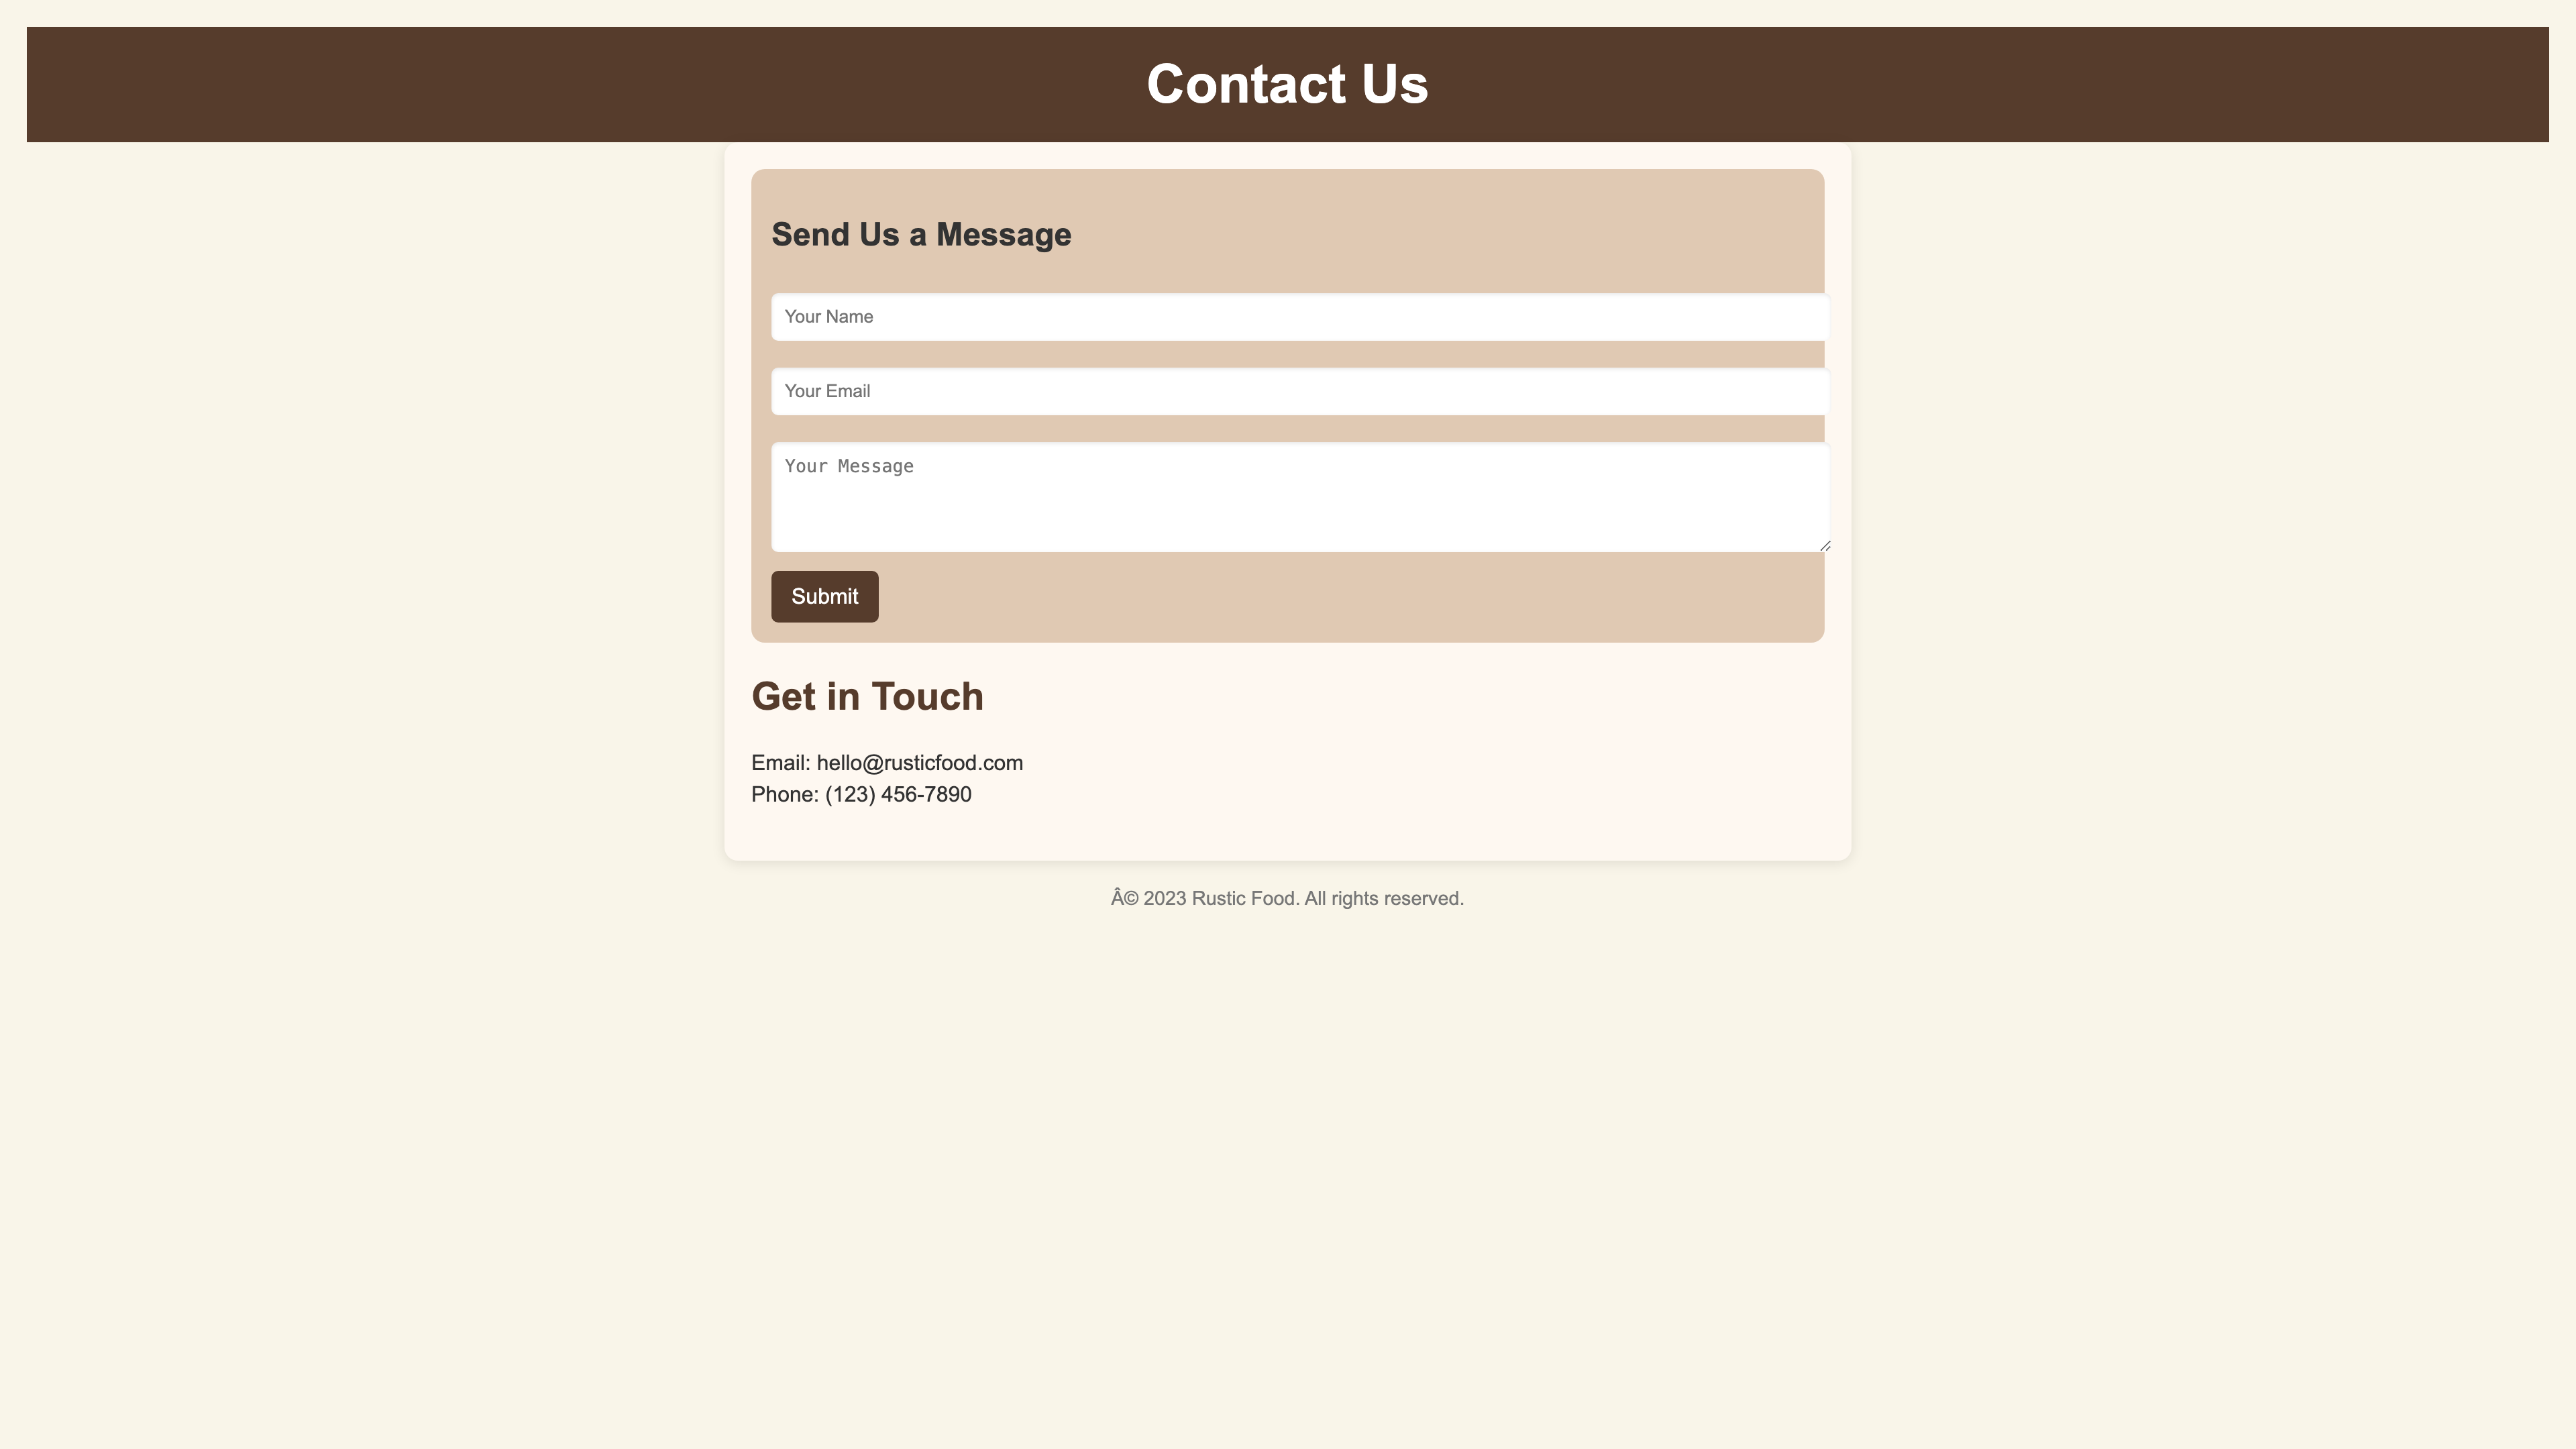 Contact Us
Send Us a Message
Your Name
Your Email
Your Message
Submit
Get in Touch
Email: hello@rusticfood.com
Phone: (123) 456-7890
Â© 2023 Rustic Food. All rights reserved.